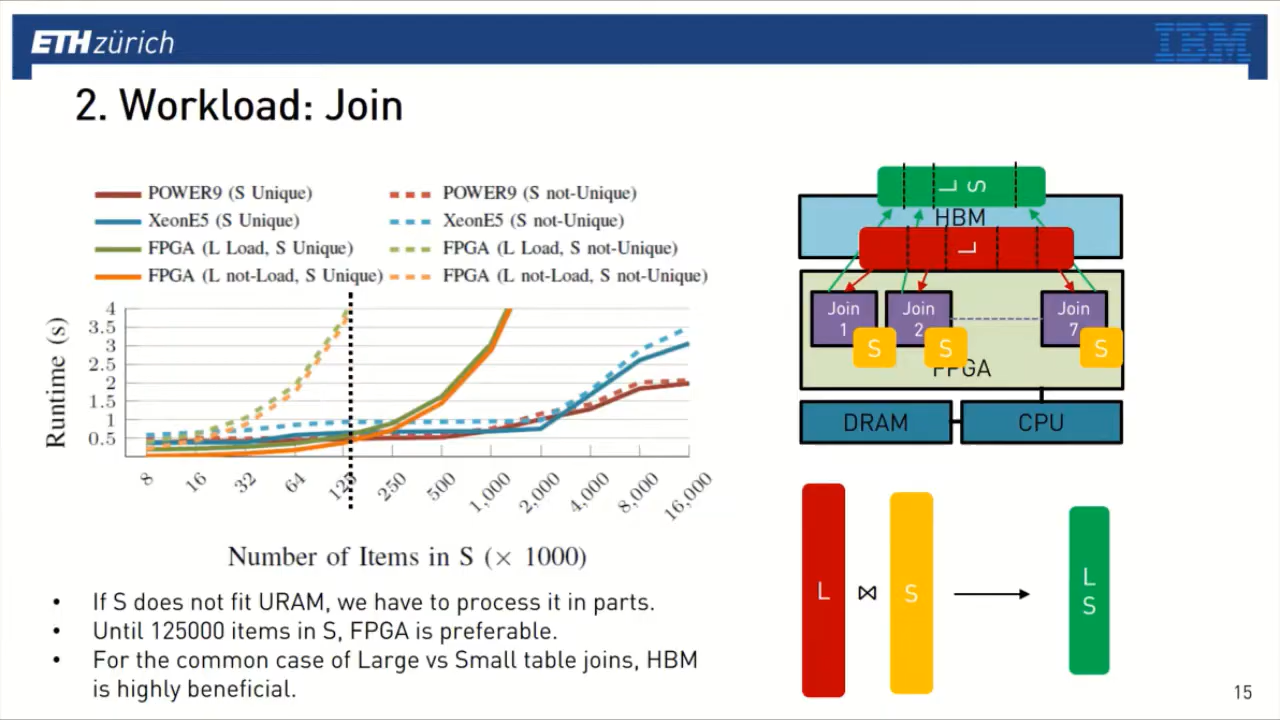 ETH zürich
IBM
2. Workload: Join
POWER9 (S Unique)
POWER9 (S not-Unique)
XeonE5 (S Unique)
XeonE5 (S not-Unique)
FPGA (L Load, S Unique)
FPGA (L Load, S not-Unique)
FPGA (L not-Load, S Unique)
FPGA (L not-Load, S not-Unique)
Runtime (s)
4
3.5
3
2.5
2
1.5
1
0.5
8
16
32
64
125
250
500
1,000
2,000
4,000
8,000
16,000
Number of Items in S (× 1000)
L S
HBM
L
Join 1
Join 2
Join 7
S
S
S
FPGA
DRAM
CPU
L ⋈ S
L
S
If S does not fit URAM, we have to process it in parts.
Until 125000 items in S, FPGA is preferable.
For the common case of Large vs Small table joins, HBM
is highly beneficial.
15